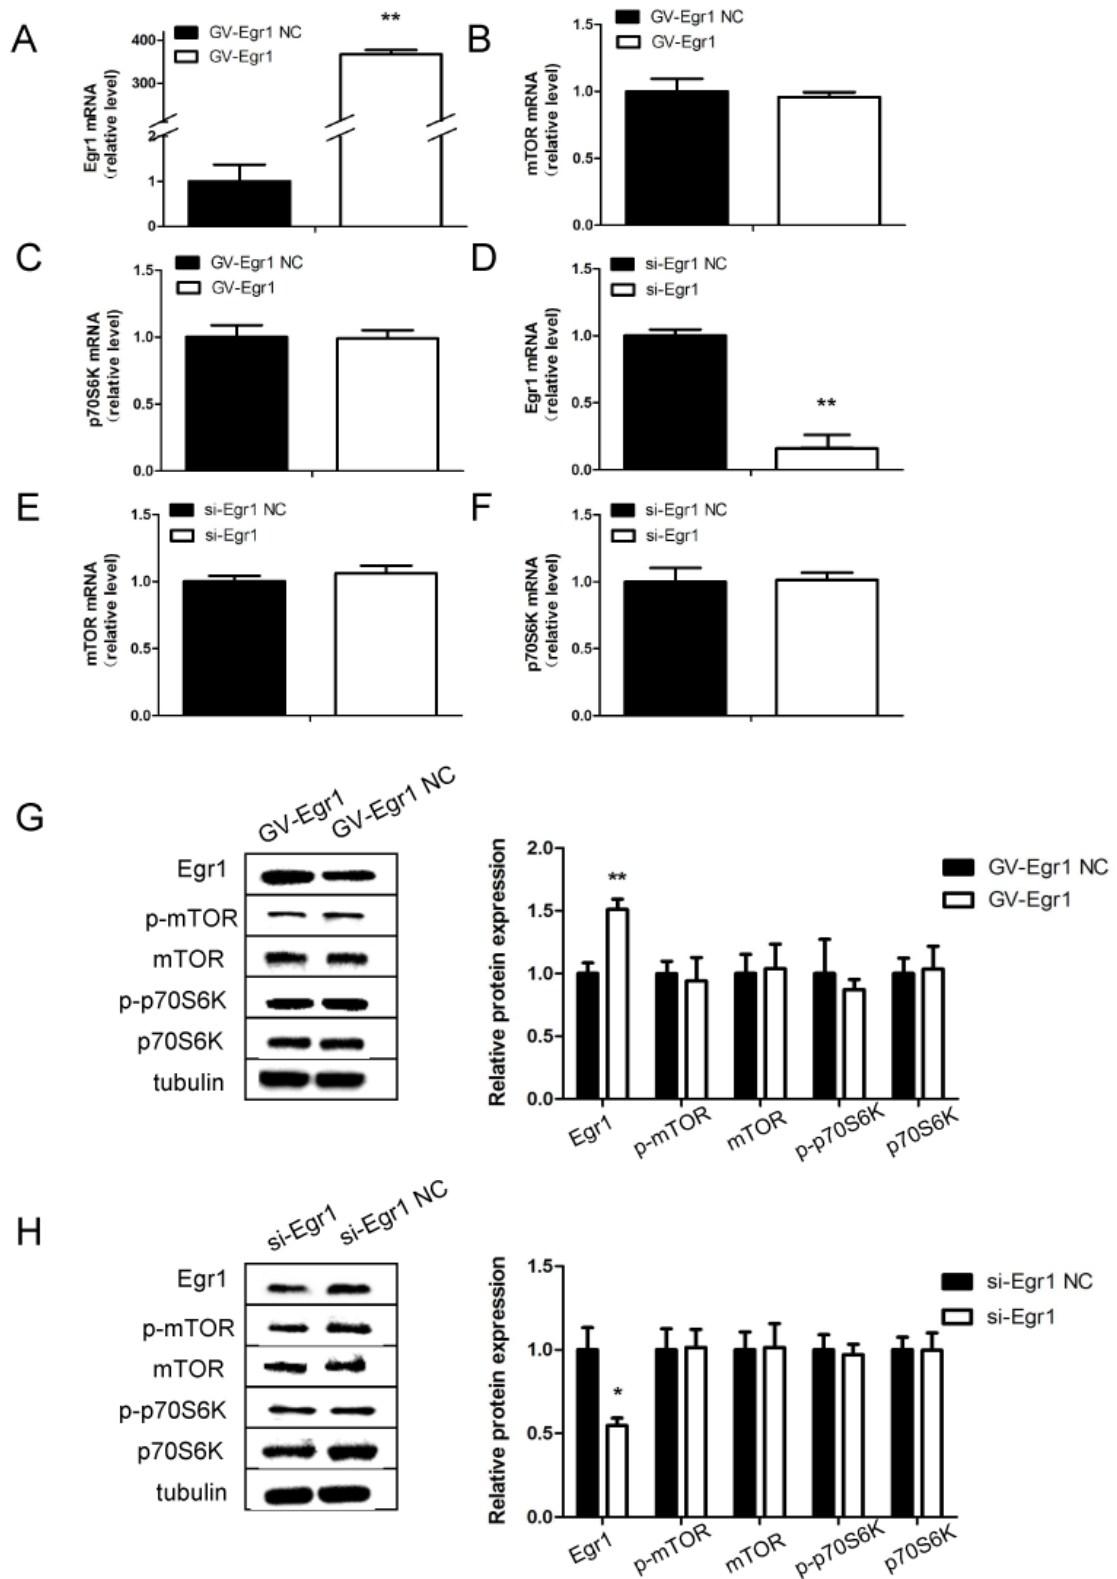 A
Egr1 mRNA
(relative level)
400
300
2
1
0
GV-Egr1 NC
GV-Egr1
**
B
mTOR mRNA
(relative level)
1.5
1.0
0.5
0.0
GV-Egr1 NC
GV-Egr1
C
p70S6K mRNA
(relative level)
1.5
1.0
0.5
0.0
GV-Egr1 NC
GV-Egr1
D
Egr1 mRNA
(relative level)
1.5
1.0
0.5
0.0
si-Egr1 NC
si-Egr1
**
E
mTOR mRNA
(relative level)
1.5
1.0
0.5
0.0
si-Egr1 NC
si-Egr1
F
p70S6K mRNA
(relative level)
1.5
1.0
0.5
0.0
si-Egr1 NC
si-Egr1
G
GV-Egr1
GV-Egr1 NC
Egr1
p-mTOR
mTOR
p-p70S6K
p70S6K
tubulin
Relative protein expression
2.0
1.5
1.0
0.5
0.0
**
GV-Egr1 NC
GV-Egr1
Egr1
p-mTOR
mTOR
p-p70S6K
p70S6K
H
si-Egr1
si-Egr1 NC
Egr1
p-mTOR
mTOR
p-p70S6K
p70S6K
tubulin
Relative protein expression
1.5
1.0
0.5
0.0
*
si-Egr1 NC
si-Egr1
Egr1
p-mTOR
mTOR
p-p70S6K
p70S6K